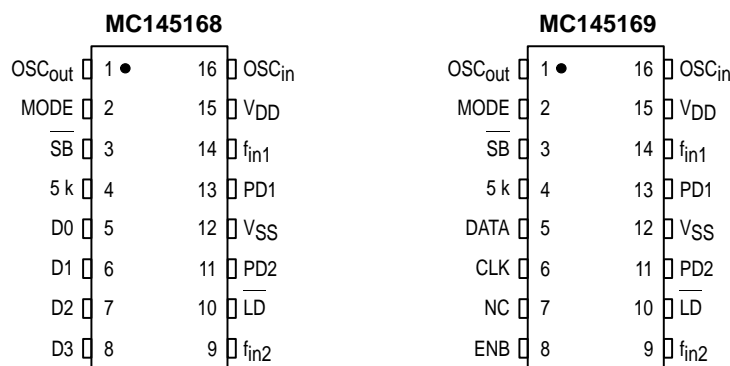 MC145168
OSCout 1 16 OSCin
MODE 2 15 VDD
SB 3 14 fin1
5 k 4 13 PD1
D0 5 12 VSS
D1 6 11 PD2
D2 7 10 LD
D3 8 9 fin2
MC145169
OSCout 1 16 OSCin
MODE 2 15 VDD
SB 3 14 fin1
5 k 4 13 PD1
DATA 5 12 VSS
CLK 6 11 PD2
NC 7 10 LD
ENB 8 9 fin2